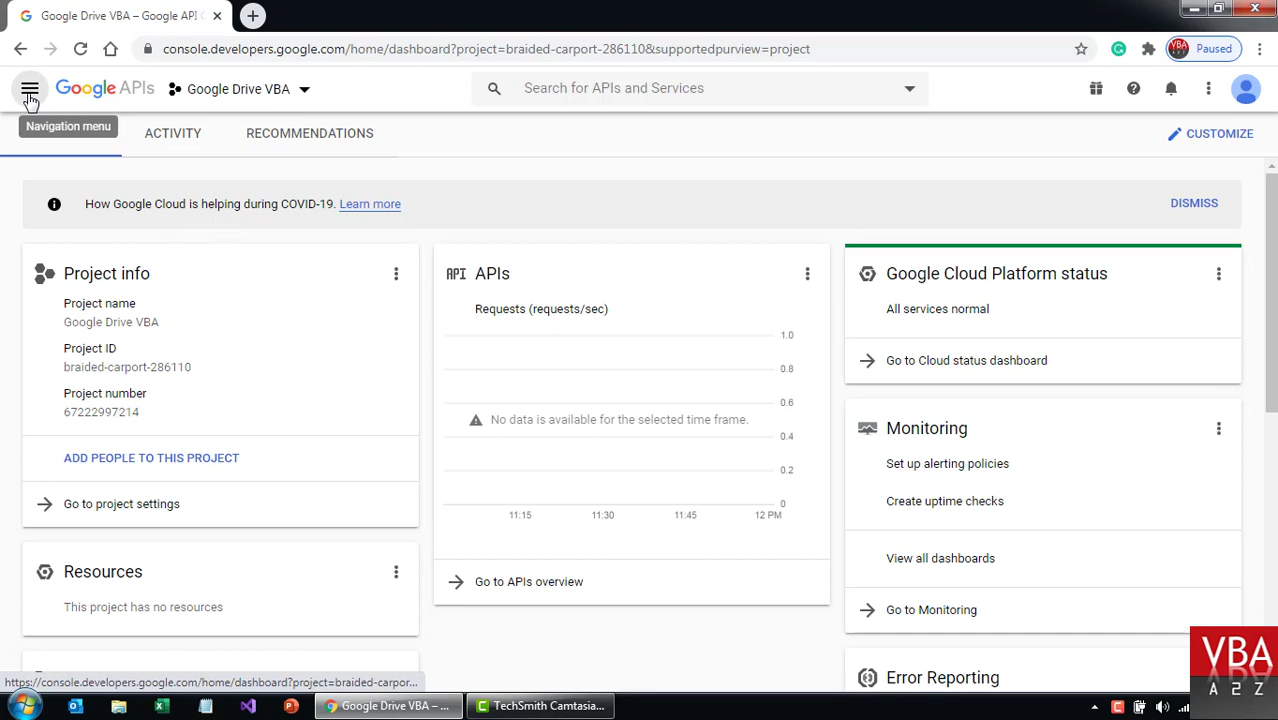 Google Drive VBA – Google API C
console.developers.google.com/home/dashboard?project=braided-carport-286110&supportedpurview=project
VBA
Paused
Google APIs
Google Drive VBA
Search for APIs and Services
Navigation menu
ACTIVITY
RECOMMENDATIONS
CUSTOMIZE
How Google Cloud is helping during COVID-19. Learn more
DISMISS
Project info
Project name
Google Drive VBA
Project ID
braided-carport-286110
Project number
67222997214
ADD PEOPLE TO THIS PROJECT
Go to project settings
Resources
This project has no resources
API APIs
Requests (requests/sec)
1.0
0.8
No data is available for the selected time frame.
0.6
0.4
0.2
0
11:15 11:30 11:45 12 PM
Go to APIs overview
Google Cloud Platform status
All services normal
Go to Cloud status dashboard
Monitoring
Set up alerting policies
Create uptime checks
View all dashboards
Go to Monitoring
Error Reporting
VBA
A2Z
https://console.developers.google.com/home/dashboard?project=braided-carpor...
Google Drive VBA – ...
TechSmith Camtasia...